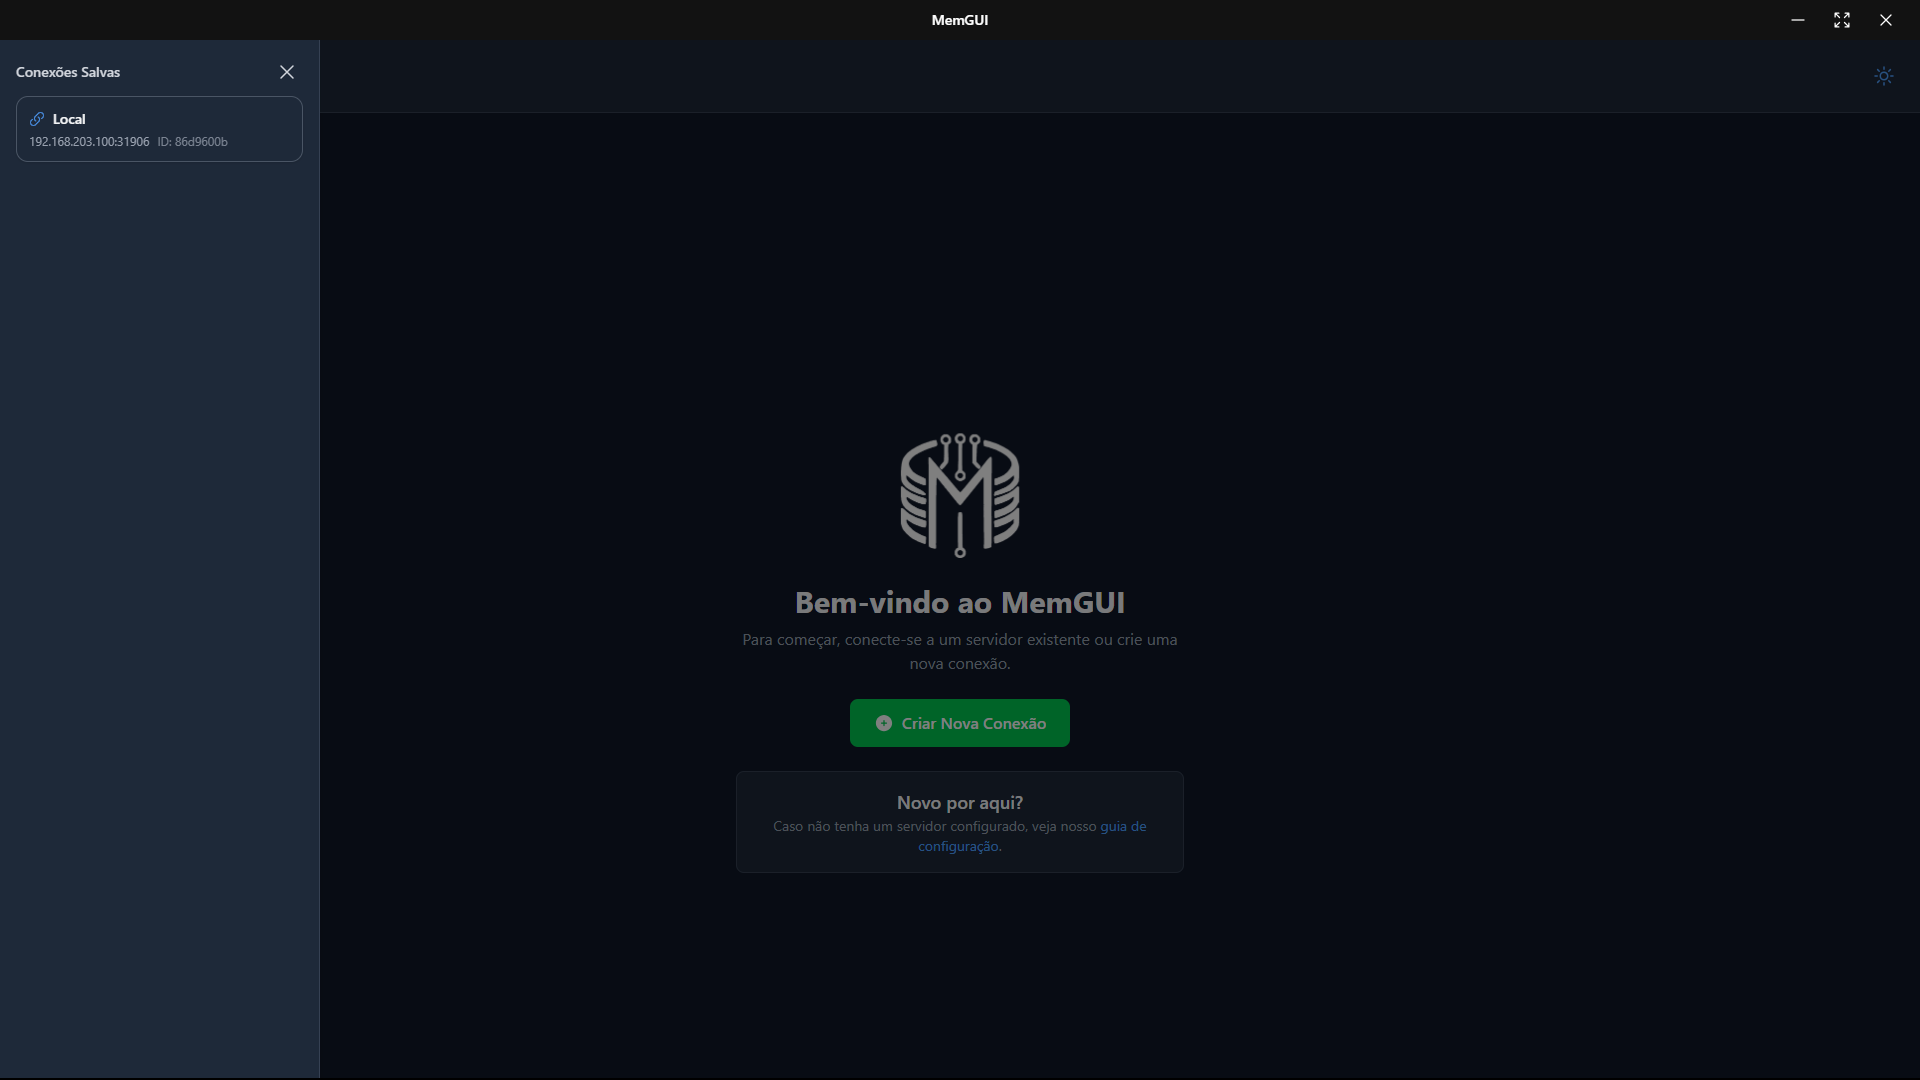 MemGUI
Conexões Salvas
Local
192.168.203.100:31906 ID: 86d9600b
Bem-vindo ao MemGUI
Para começar, conecte-se a um servidor existente ou crie uma
nova conexão.
Criar Nova Conexão
Novo por aqui?
Caso não tenha um servidor configurado, veja nosso guia de
configuração.